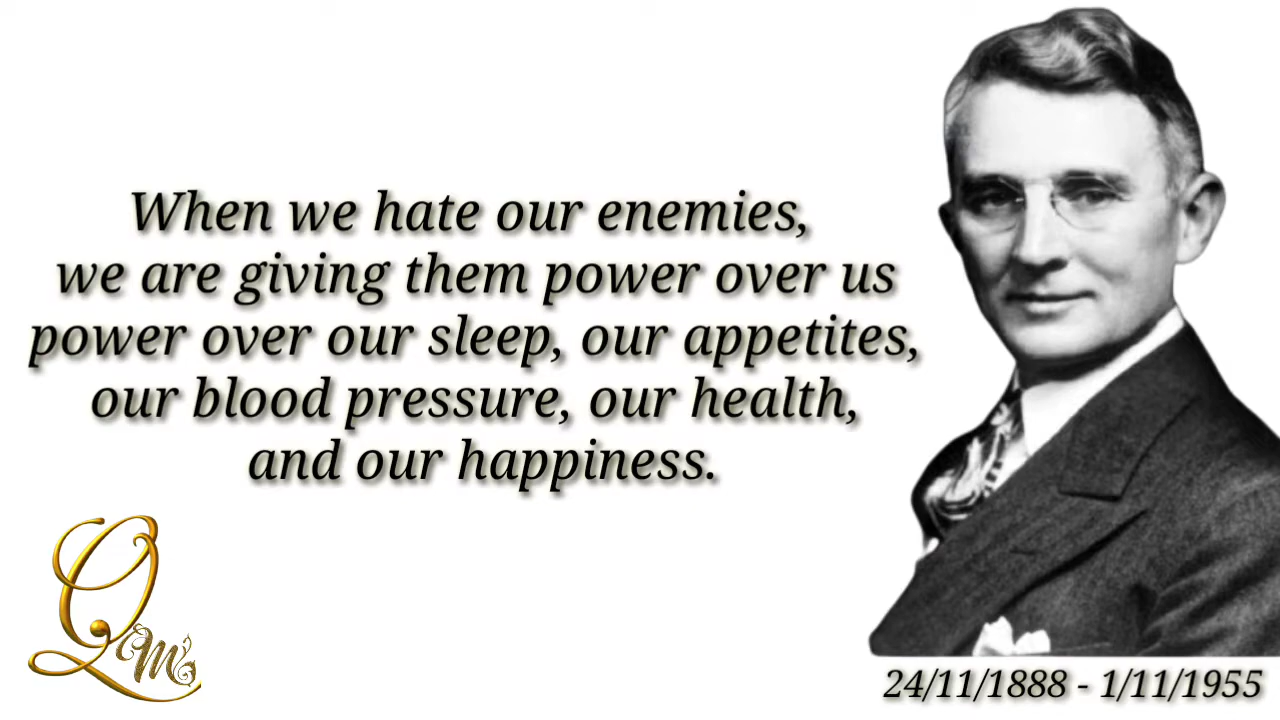 When we hate our enemies,
we are giving them power over us
power over our sleep, our appetites,
our blood pressure, our health,
and our happiness.
QM
24/11/1888 - 1/11/1955